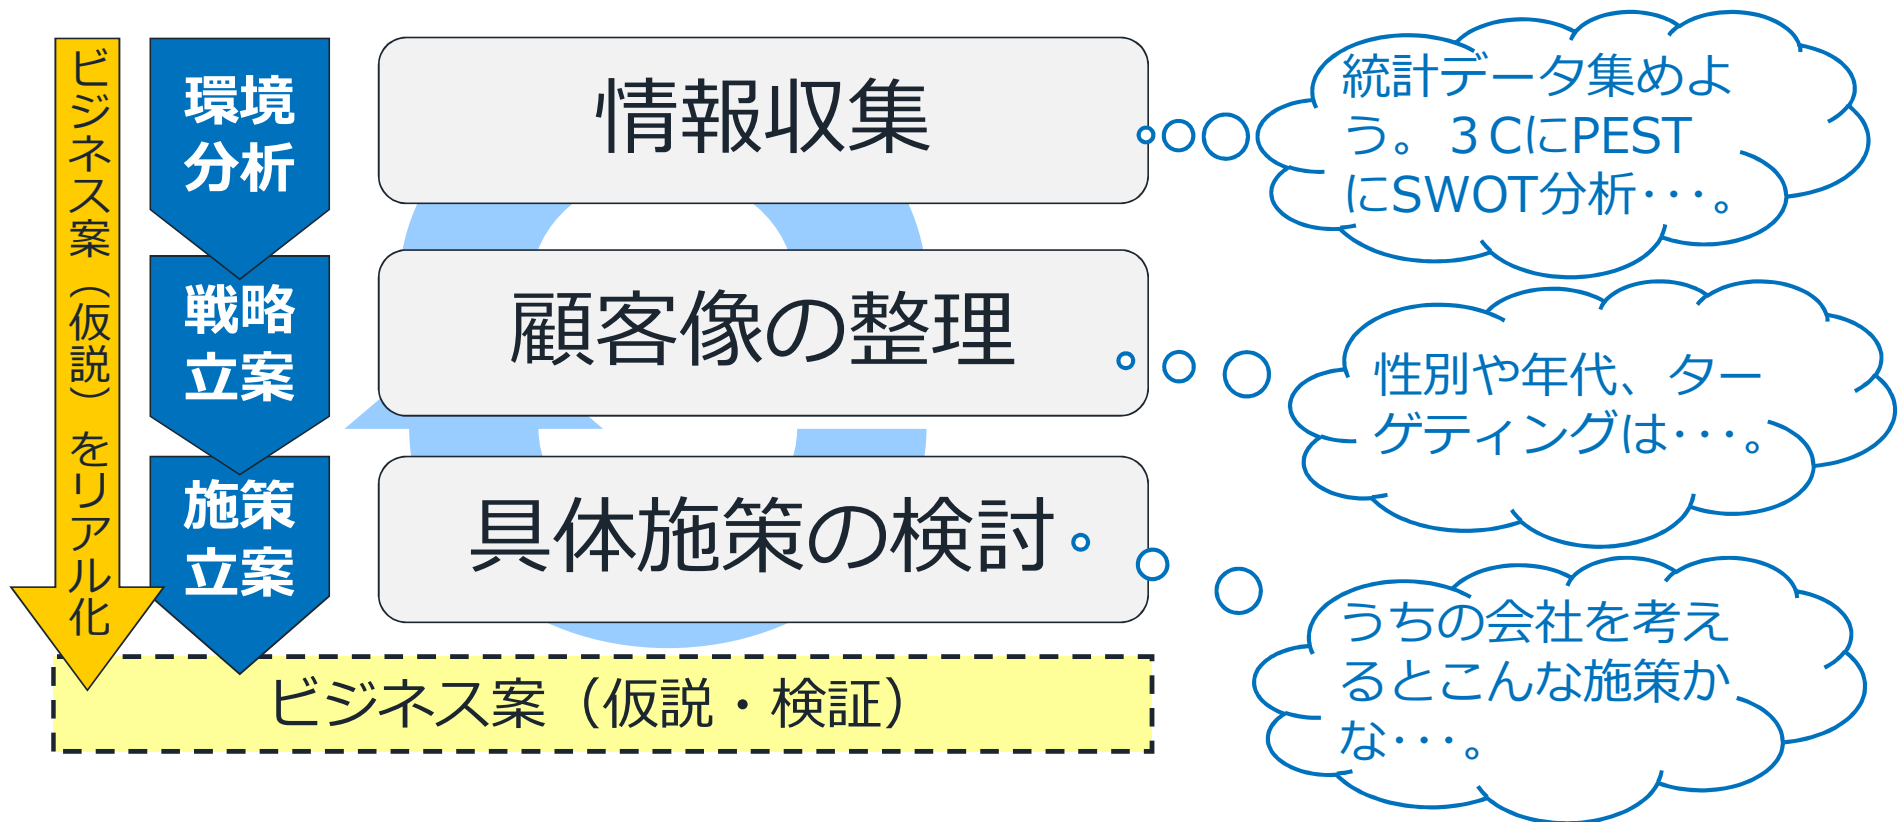 ビジネス案（仮説）をリアル化
環境
分析
情報収集
統計データ集めよ
う。３CにPEST
にSWOT分析･･･。
戦略
立案
顧客像の整理
性別や年代、ター
ゲティングは･･･。
施策
立案
具体施策の検討
うちの会社を考え
るとこんな施策か
な･･･。
ビジネス案（仮説・検証）